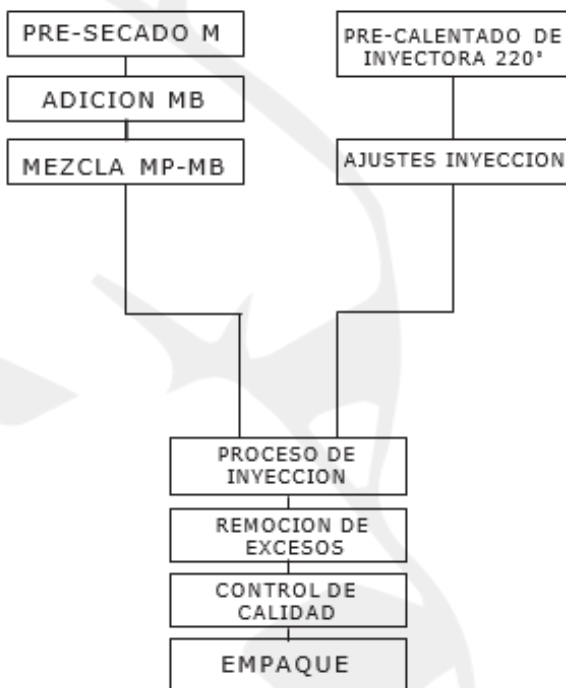 PRE-SECADO M
ADICION MB
MEZCLA MP-MB
PRE-CALENTADO DE
INYECTORA 220°
AJUSTES INYECCION
PROCESO DE
INYECCION
REMOCION DE
EXCESOS
CONTROL DE
CALIDAD
EMPAQUE